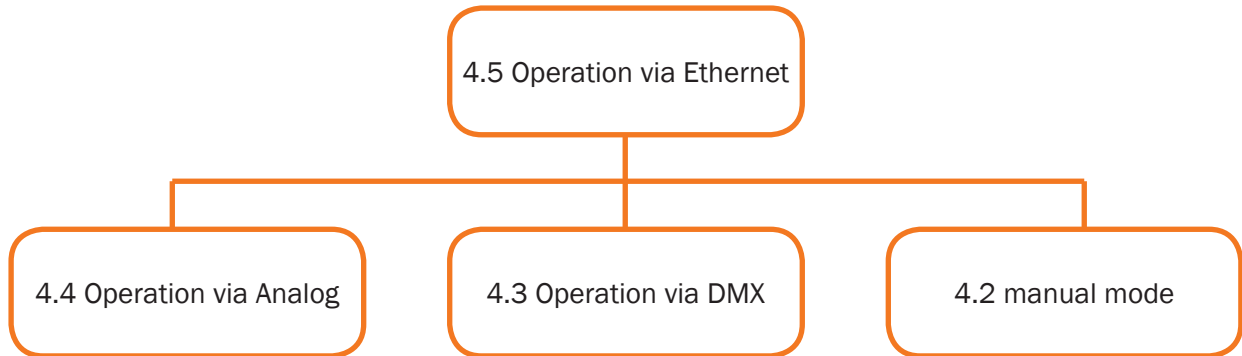 4.5 Operation via Ethernet
4.4 Operation via Analog
4.3 Operation via DMX
4.2 manual mode